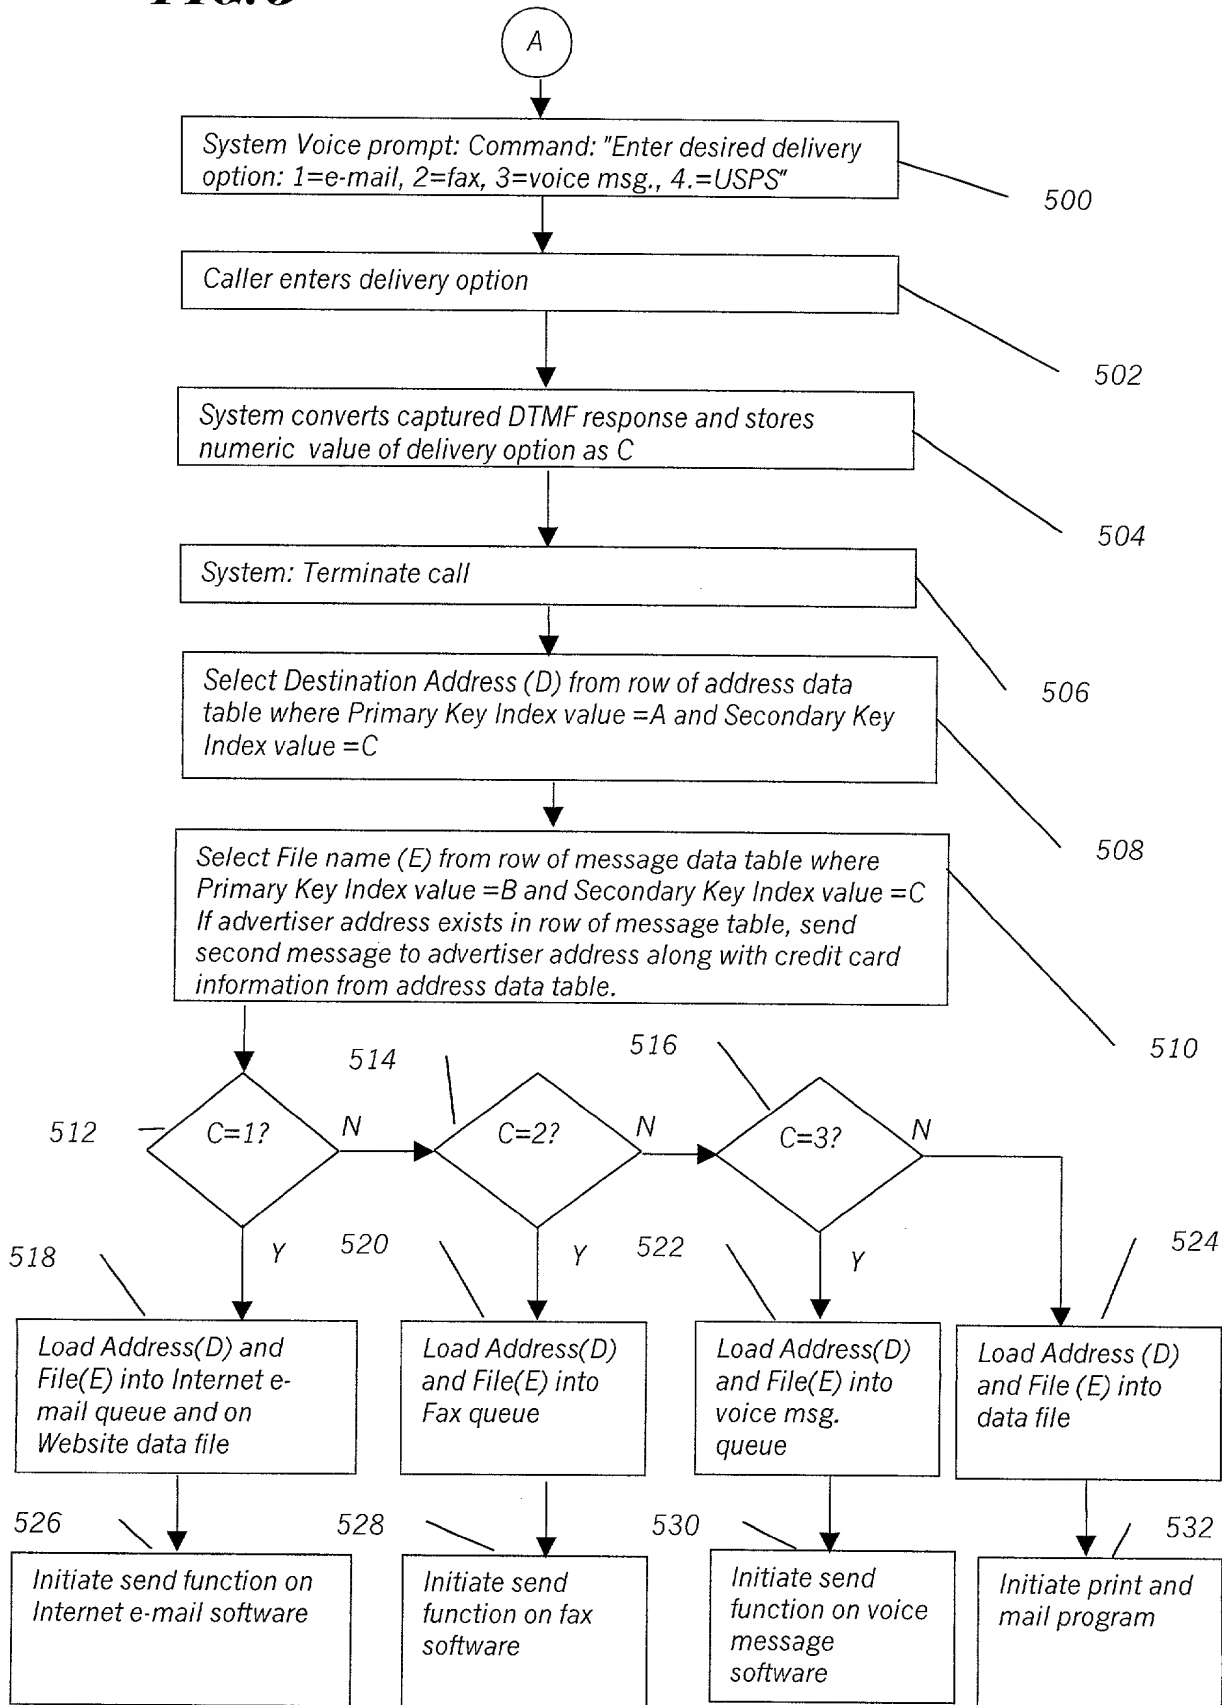 A
System Voice prompt: Command: "Enter desired delivery
option: 1=e-mail, 2=fax, 3=voice msg., 4.=USPS"
500
Caller enters delivery option
502
System converts captured DTMF response and stores
numeric value of delivery option as C
504
System: Terminate call
506
Select Destination Address (D) from row of address data
table where Primary Key Index value =A and Secondary Key
Index value =C
508
Select File name (E) from row of message data table where
Primary Key Index value =B and Secondary Key Index value =C
If advertiser address exists in row of message table, send
second message to advertiser address along with credit card
information from address data table.
510
512
C=1?
N
514
C=2?
N
516
C=3?
N
Y
Y
Y
518
Load Address(D) and
File(E) into Internet e-
mail queue and on
Website data file
520
Load Address(D)
and File(E) into
Fax queue
522
Load Address(D)
and File(E) into
voice msg.
queue
524
Load Address (D)
and File (E) into
data file
526
Initiate send function on
Internet e-mail software
528
Initiate send
function on fax
software
530
Initiate send
function on voice
message
software
532
Initiate print and
mail program